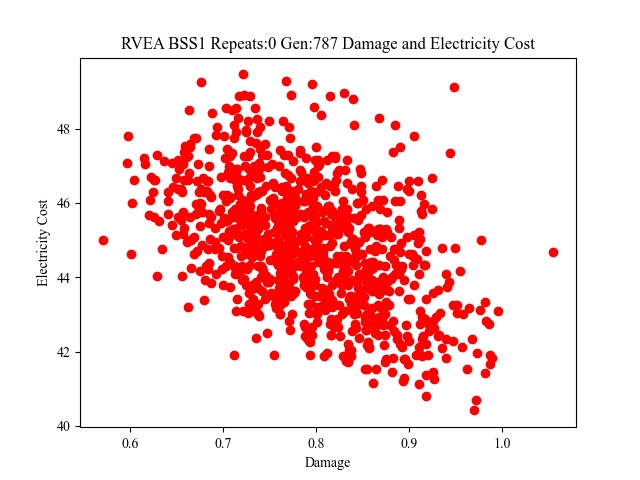 RVEA BSS1 Repeats:0 Gen:787 Damage and Electricity Cost
48
46
44
42
40
Electricity Cost
0.6 0.7 0.8 0.9 1.0
Damage